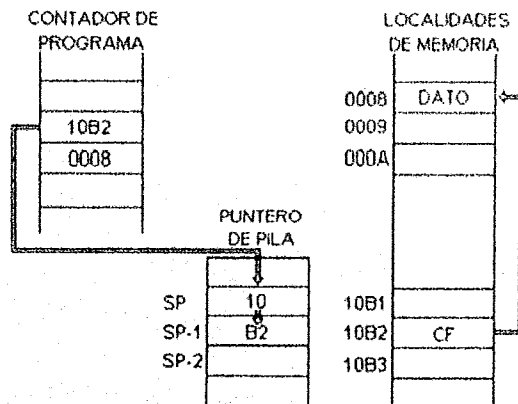 CONTADOR DE
PROGRAMA
10B2
0008
PUNTERO
DE PILA
SP 10
SP-1 B2
SP-2
LOCALIDADES
DE MEMORIA
0008 DATO
0009
000A
10B1
10B2 CF
10B3